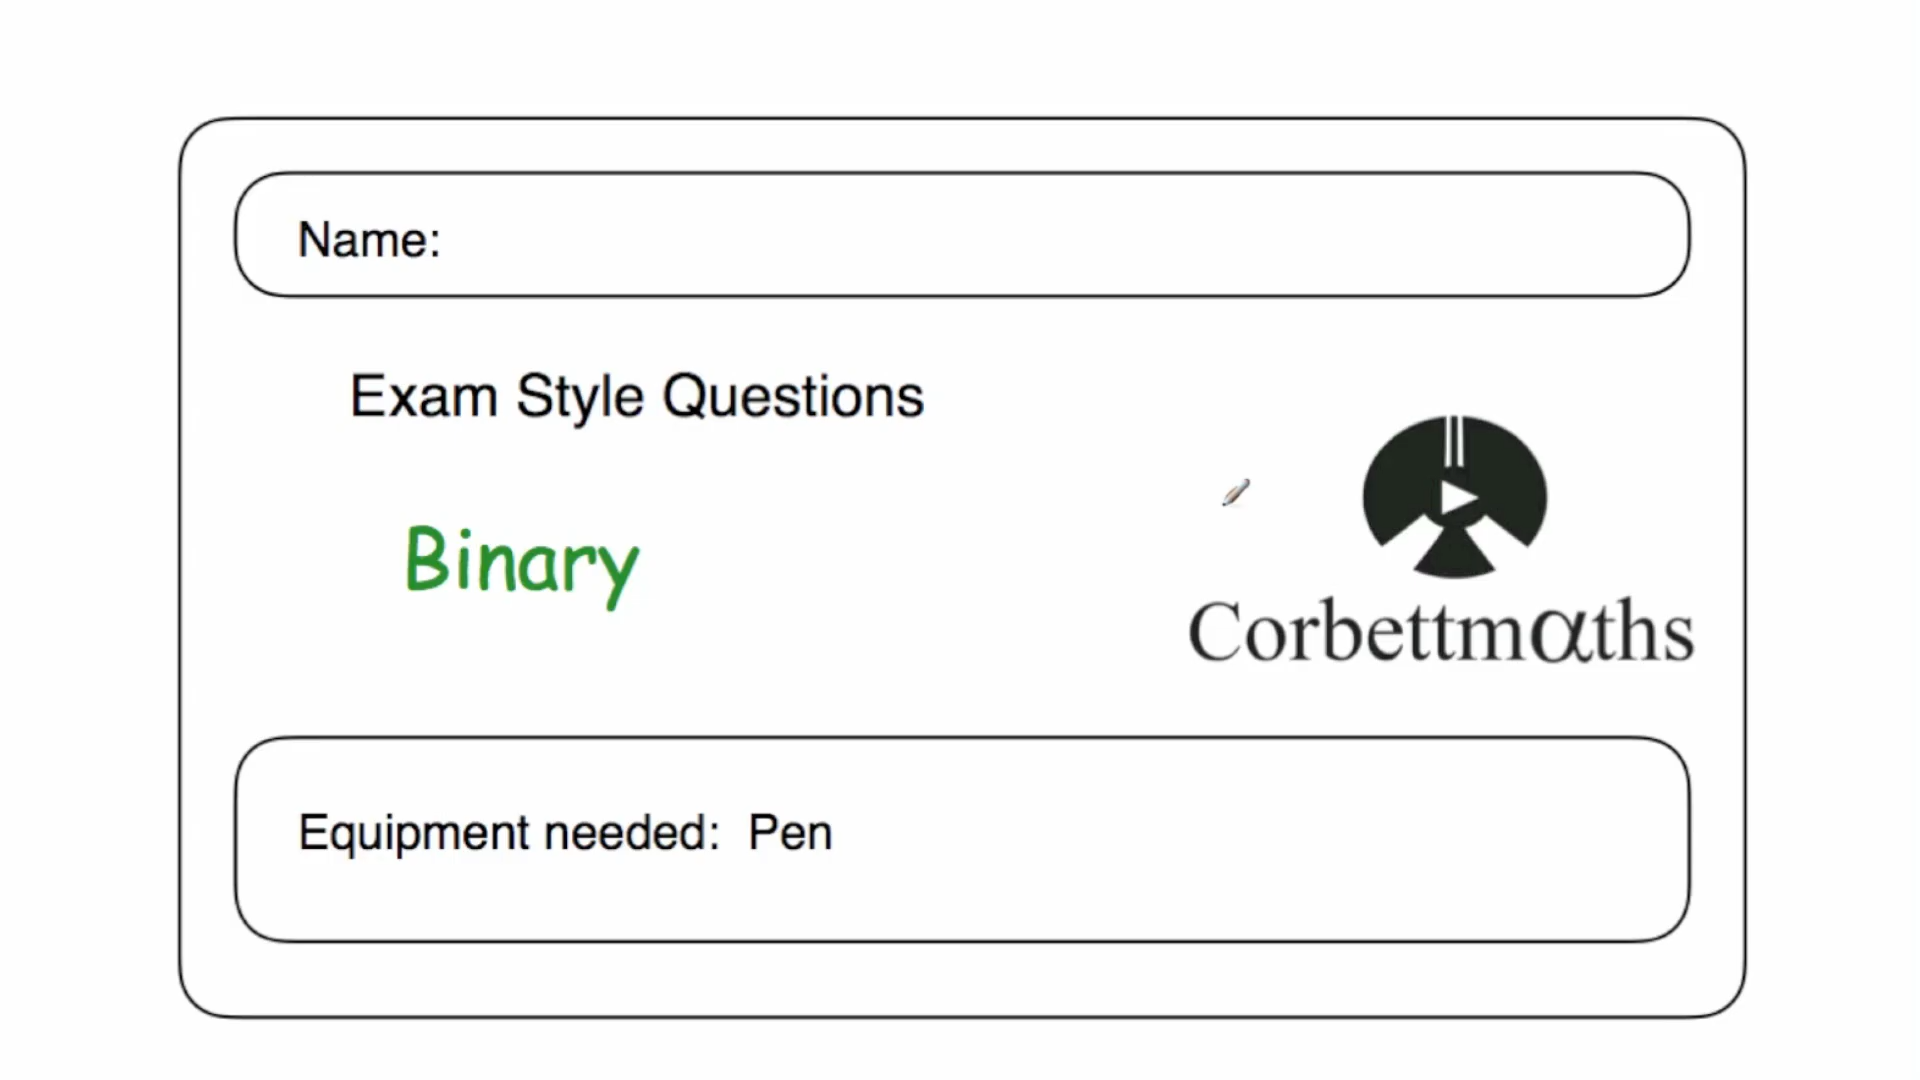 Name:
Exam Style Questions
Binary
Corbettmαths
Equipment needed: Pen